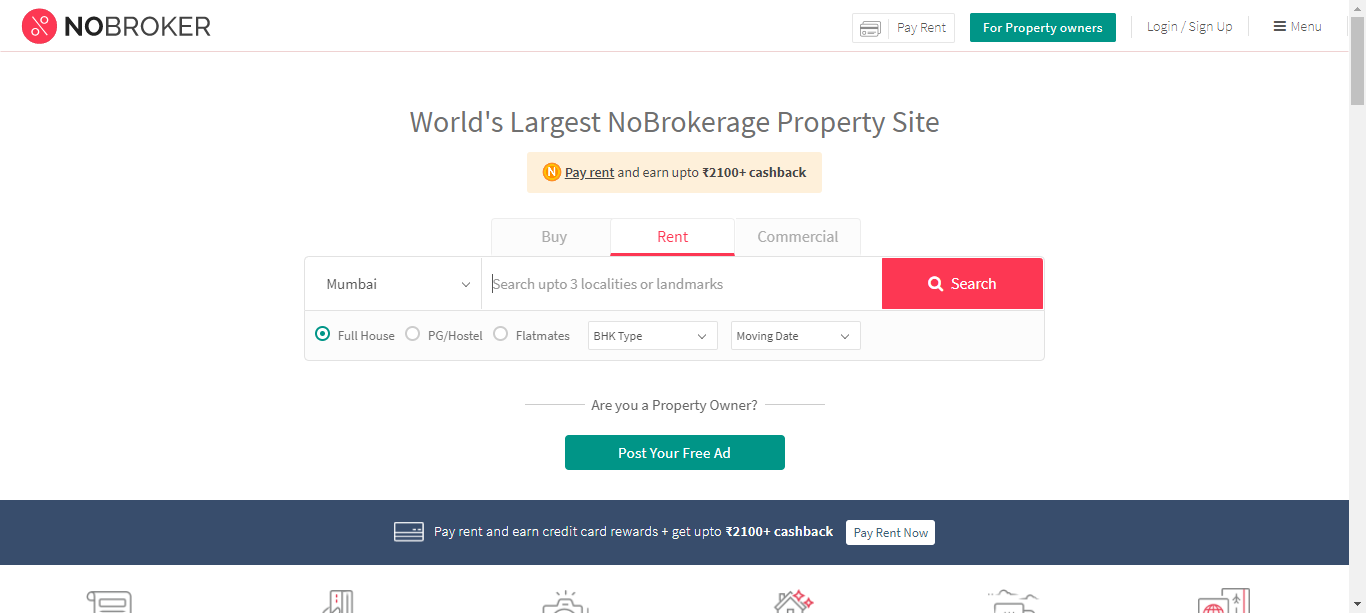 NOBROKER
Pay Rent
For Property owners
Login / Sign Up
Menu
World's Largest NoBrokerage Property Site
N Pay rent and earn upto ₹2100+ cashback
Buy
Rent
Commercial
Mumbai
Search upto 3 localities or landmarks
Search
Full House
PG/Hostel
Flatmates
BHK Type
Moving Date
Are you a Property Owner?
Post Your Free Ad
Pay rent and earn credit card rewards + get upto ₹2100+ cashback
Pay Rent Now